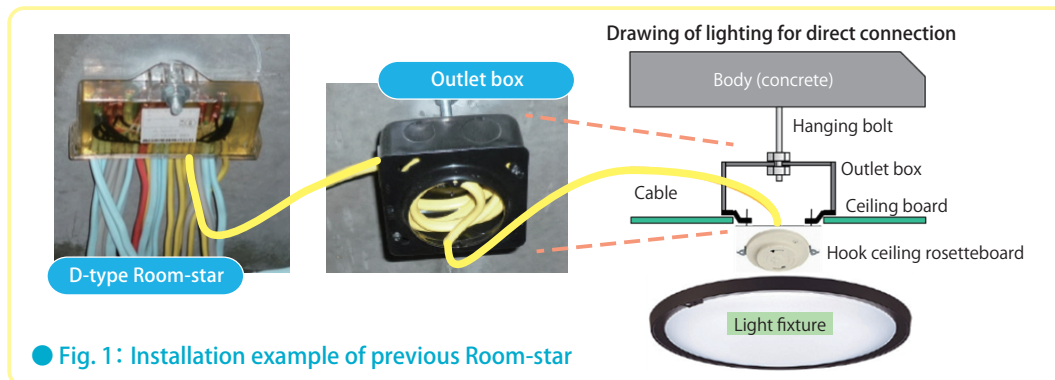 Drawing of lighting for direct connection
Outlet box
Body (concrete)
Hanging bolt
Outlet box
Cable
Ceiling board
Hook ceiling rosetteboard
D-type Room-star
Light fixture
● Fig. 1: Installation example of previous Room-star